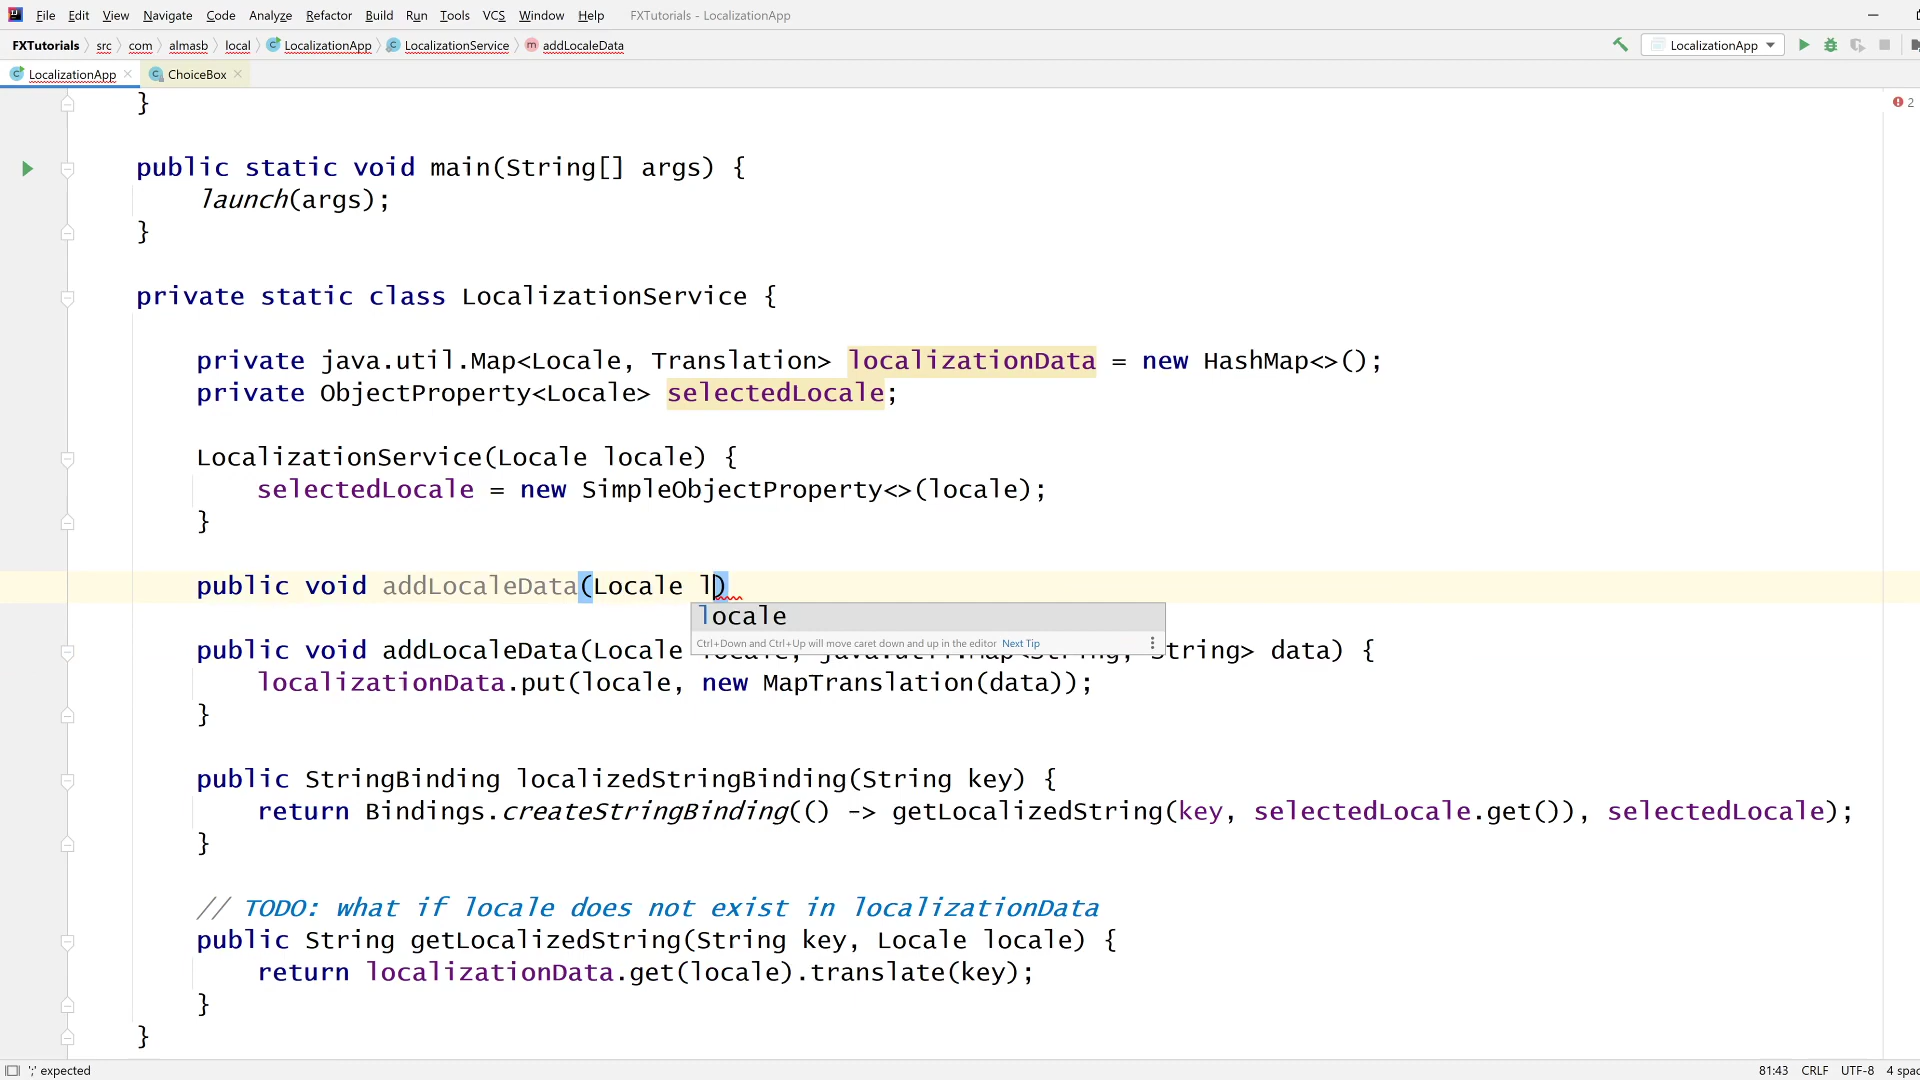 File Edit View Navigate Code Analyze Refactor Build Run Tools VCS Window Help FXTutorials - LocalizationApp
FXTutorials src com almasb local LocalizationApp LocalizationService addLocaleData LocalizationApp
LocalizationApp ChoiceBox
}
2
public static void main(String[] args) {
launch(args);
}
private static class LocalizationService {
private java.util.Map<Locale, Translation> localizationData = new HashMap<>();
private ObjectProperty<Locale> selectedLocale;
LocalizationService(Locale locale) {
selectedLocale = new SimpleObjectProperty<>(locale);
}
public void addLocaleData(Locale l)
locale
Ctrl+Down and Ctrl+Up will move caret down and up in the editor Next Tip
public void addLocaleData(Locale String> data) {
localizationData.put(locale, new MapTranslation(data));
}
public StringBinding localizedStringBinding(String key) {
return Bindings.createStringBinding(() -> getLocalizedString(key, selectedLocale.get()), selectedLocale);
}
// TODO: what if locale does not exist in localizationData
public String getLocalizedString(String key, Locale locale) {
return localizationData.get(locale).translate(key);
}
}
';' expected 81:43 CRLF UTF-8 4 spac